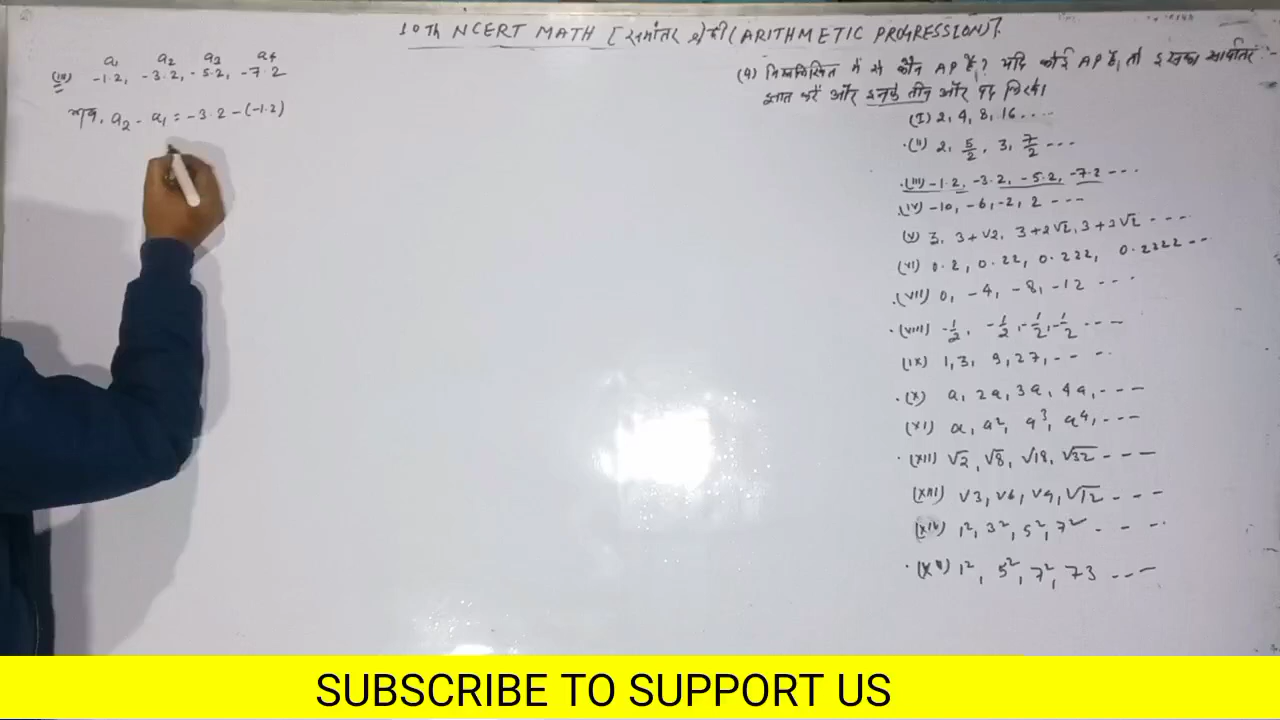 10th NCERT MATH [समांतर श्रेढी (ARITHMETIC PROGRESSION)].
a₁ a₂ a₃ a₄
(iii) -1.2, -3.2, -5.2, -7.2
अब, a₂ - a₁ = -3.2 - (-1.2)
निम्नलिखित में से कौन AP हैं? यदि कोई AP है, तो इसका सार्वांतर :-
ज्ञात करें और इनके तीन और पद लिखें।
(I) 2, 4, 8, 16 ....
(II) 2, 5/2, 3, 7/2 ---
(III) -1.2, -3.2, -5.2, -7.2 ---
(IV) -10, -6, -2, 2 ---
(V) 3, 3+√2, 3+2√2, 3+3√2 ---
(VI) 0.2, 0.22, 0.222, 0.2222 ---
(VII) 0, -4, -8, -12 ---
(VIII) -1/2, -1/2, -1/2, -1/2 ---
(IX) 1, 3, 9, 27, ---
(X) a, 2a, 3a, 4a, ---
(XI) a, a², a³, a⁴, ---
(XII) √2, √8, √18, √32 ---
(XIII) √3, √6, √9, √12 ---
(XIV) 1², 3², 5², 7² ---
(XV) 1², 5², 7², 73 ---
SUBSCRIBE TO SUPPORT US